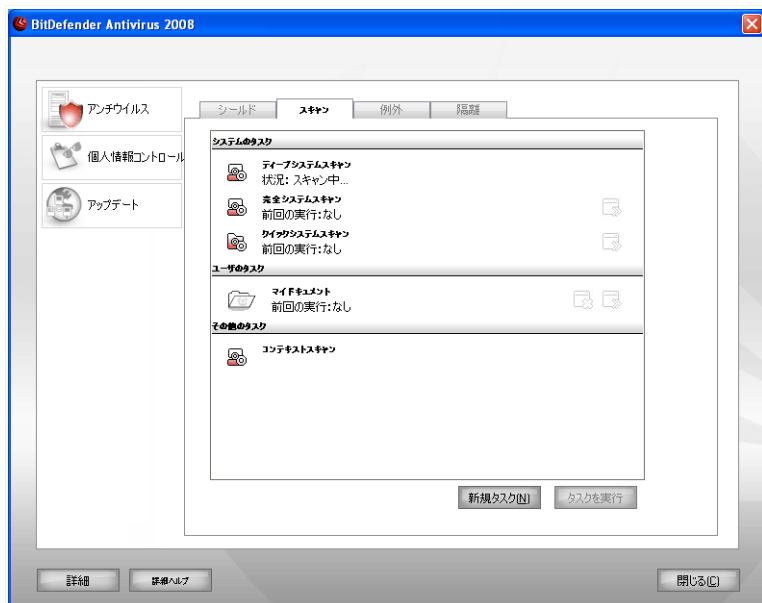 BitDefender Antivirus 2008
アンチウイルス
個人情報コントロール
アップデート
シールド
スキャン
例外
隔離
システムのタスク
ディープシステムスキャン
状況: スキャン中...
完全システムスキャン
前回の実行:なし
クイックシステムスキャン
前回の実行:なし
ユーザのタスク
マイドキュメント
前回の実行:なし
その他のタスク
コンテキストスキャン
新規タスク(N)
タスクを実行
詳細
詳細ヘルプ
閉じる(C)